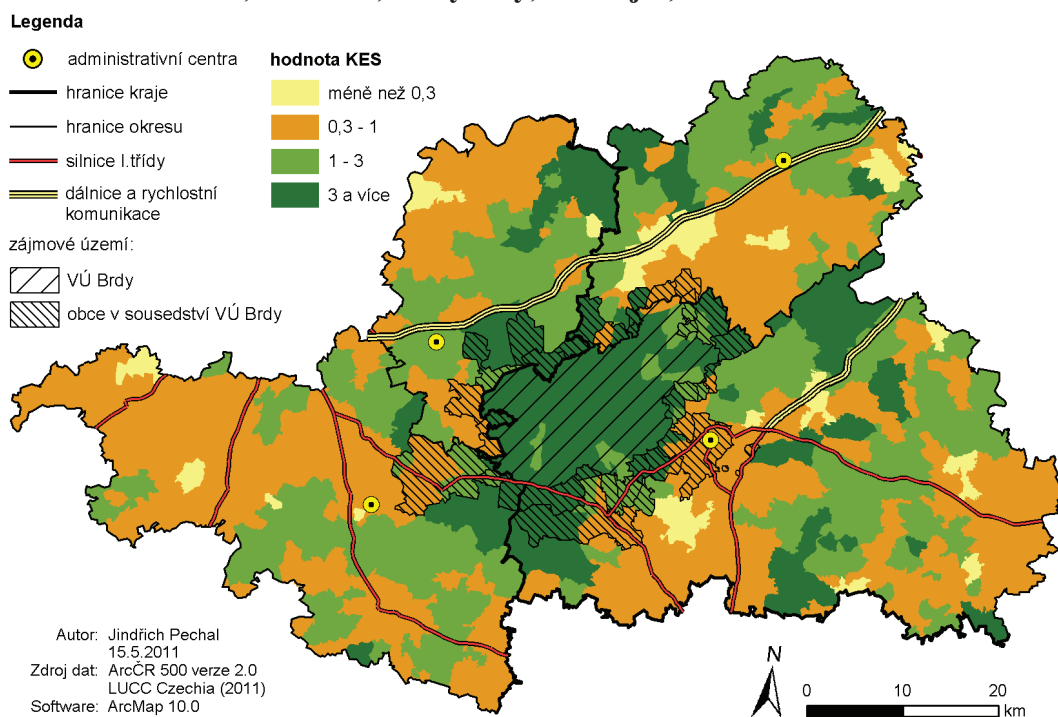 Legenda
administrativní centra
hranice kraje
hranice okresu
silnice I.třídy
dálnice a rychlostní
komunikace
zájmové území:
VÚ Brdy
obce v sousedství VÚ Brdy
hodnota KES
méně než 0,3
0,3 - 1
1 - 3
3 a více
Autor: Jindřich Pechal
15.5.2011
Zdroj dat: ArcČR 500 verze 2.0
LUCC Czechia (2011)
Software: ArcMap 10.0
N
0 10 20
km